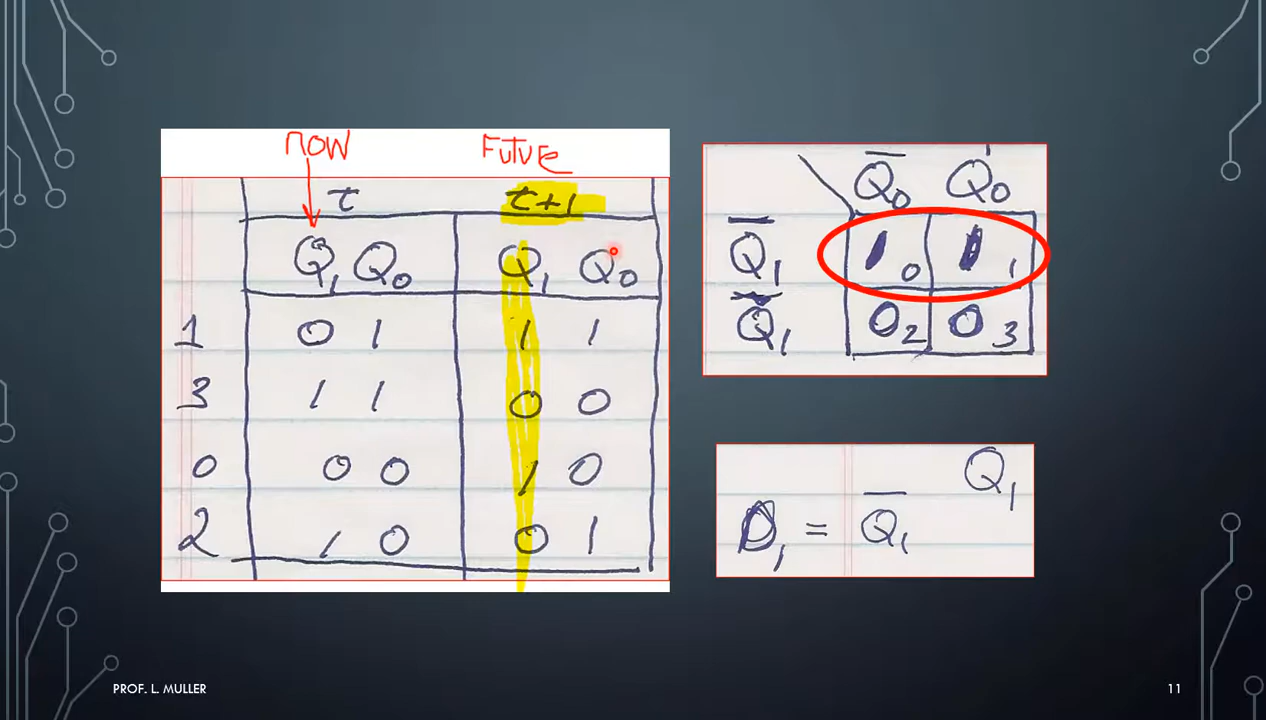 now Future
t t+1
Q1 Q0 Q1 Q0
1 0 1 1 1
3 1 1 0 0
0 0 0 1 0
2 1 0 0 1
Q̅0 Q0
Q̅1 1 0 1 1
Q1 0 2 0 3
Q1
D1 = Q̅1
PROF. L. MULLER
11